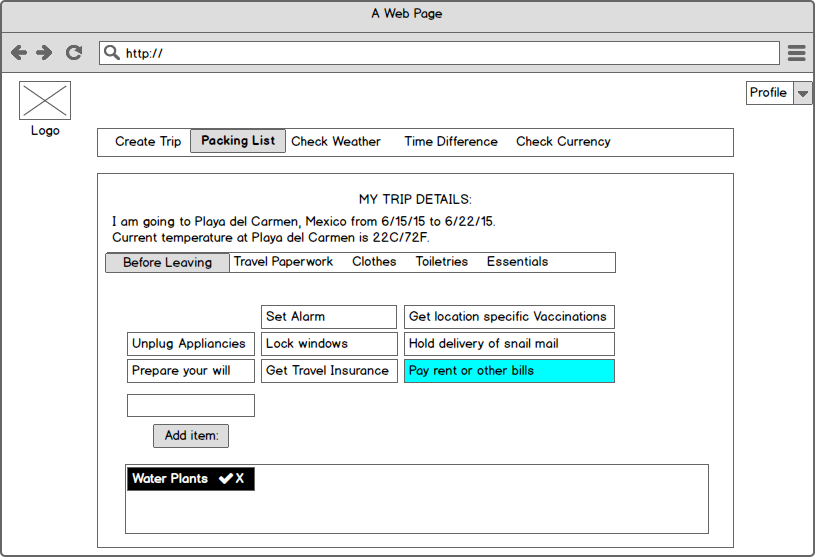 A Web Page
http://
Profile
Logo
Create Trip Packing List Check Weather Time Difference Check Currency
MY TRIP DETAILS:
I am going to Playa del Carmen, Mexico from 6/15/15 to 6/22/15.
Current temperature at Playa del Carmen is 22C/72F.
Before Leaving Travel Paperwork Clothes Toiletries Essentials
Set Alarm Get location specific Vaccinations
Unplug Appliancies Lock windows Hold delivery of snail mail
Prepare your will Get Travel Insurance Pay rent or other bills
Add item:
Water Plants ✔ X